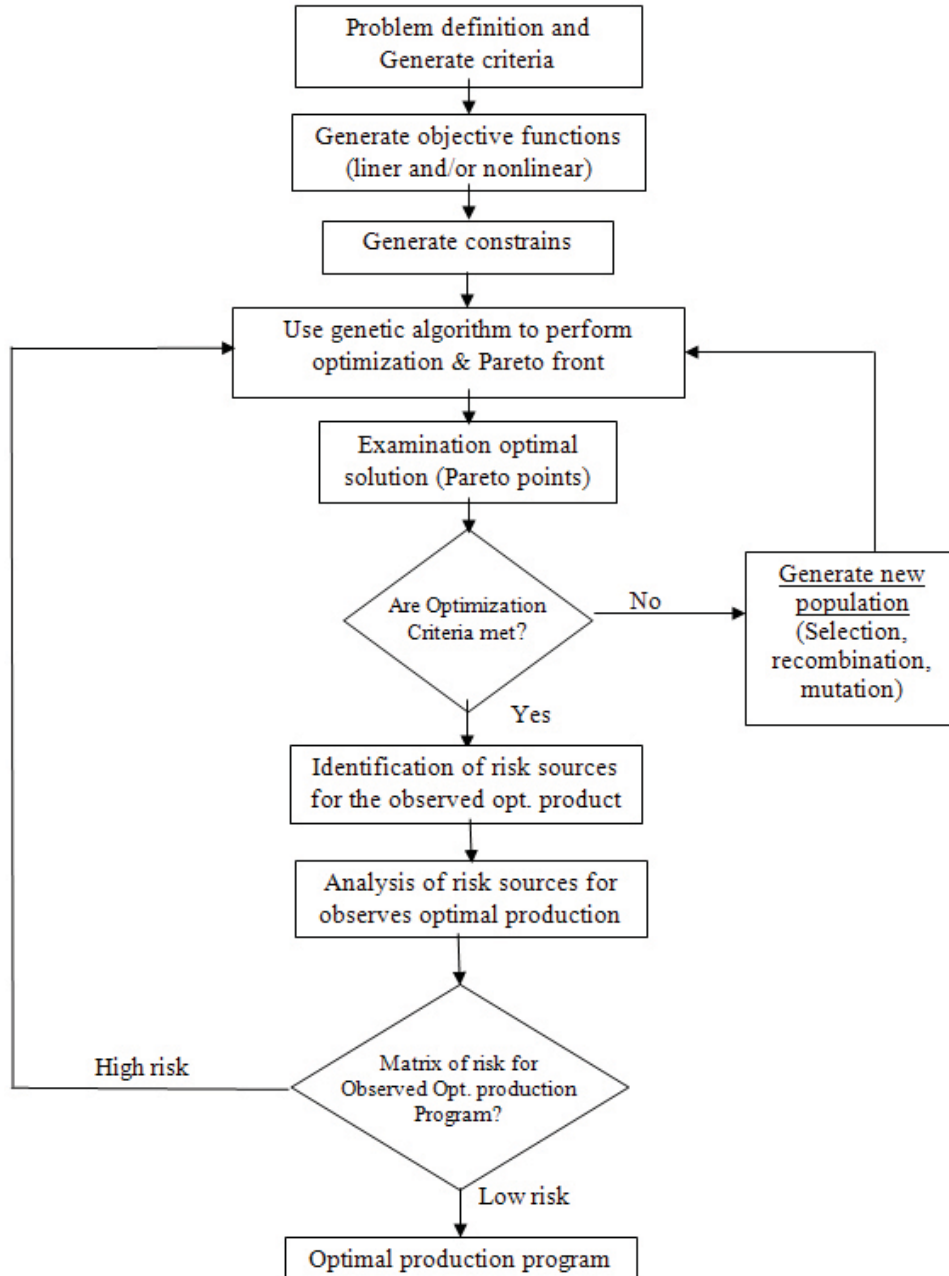 Problem definition and
Generate criteria
Generate objective functions
(liner and/or nonlinear)
Generate constrains
Use genetic algorithm to perform
optimization & Pareto front
Examination optimal
solution (Pareto points)
Are Optimization
Criteria met?
No
Generate new
population
(Selection,
recombination,
mutation)
Yes
Identification of risk sources
for the observed opt. product
Analysis of risk sources for
observes optimal production
Matrix of risk for
Observed Opt. production
Program?
High risk
Low risk
Optimal production program